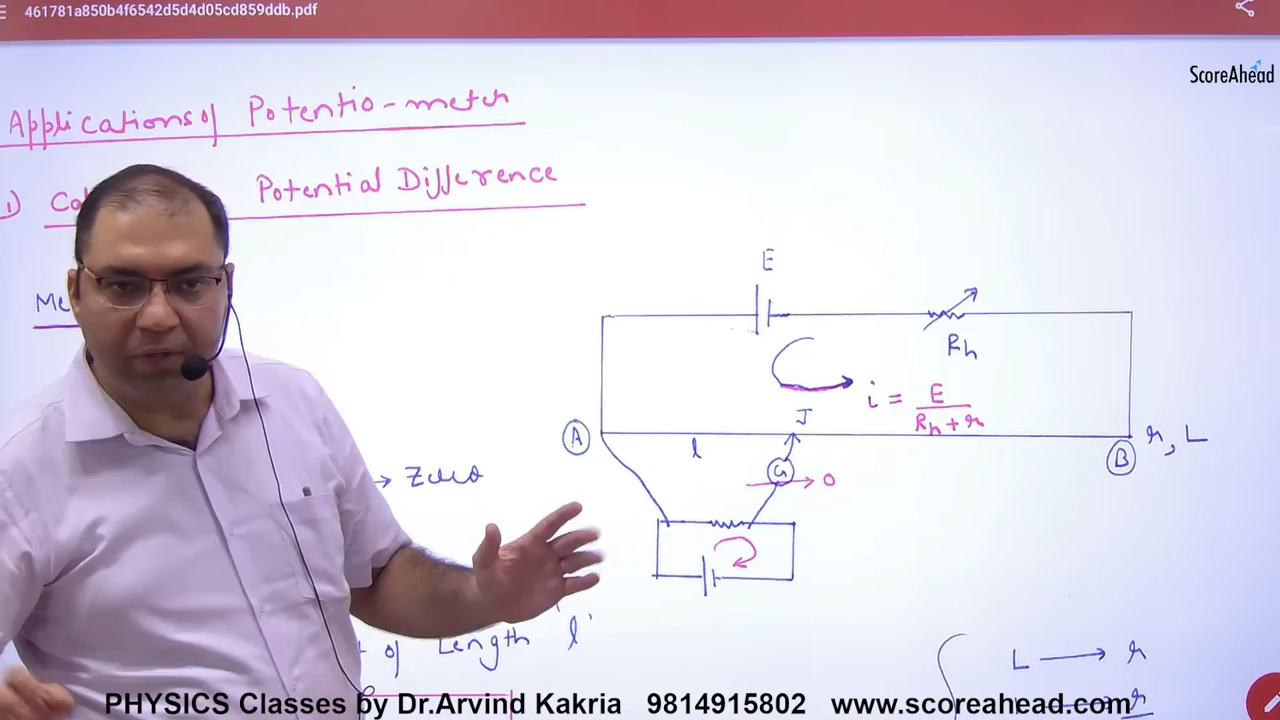 461781a850b4f6542d5d4d05cd859ddb.pdf
ScoreAhead
Applications of Potentio-meter
1) Potential Difference
E
Me
Rh
i = E / Rh + r
J
A
l
r, L
B
G
→ Zero
0
of Length 'l'
L → r
r
PHYSICS Classes by Dr.Arvind Kakria 9814915802 www.scoreahead.com